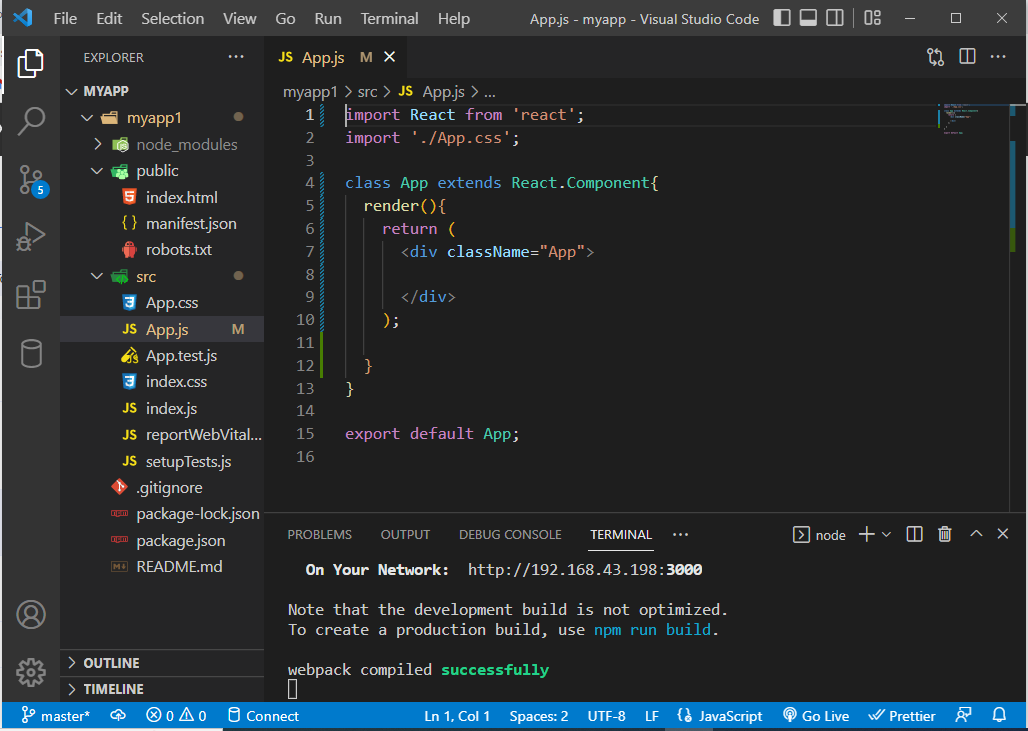 File Edit Selection View Go Run Terminal Help App.js - myapp - Visual Studio Code
EXPLORER ...
MYAPP
myapp1
node_modules
public
index.html
manifest.json
robots.txt
src
App.css
JS App.js M
App.test.js
index.css
JS index.js
JS reportWebVital...
JS setupTests.js
.gitignore
package-lock.json
package.json
README.md
OUTLINE
TIMELINE
5
JS App.js M
myapp1 > src > JS App.js > ...
1 import React from 'react';
2 import './App.css';
3
4 class App extends React.Component{
5 render(){
6 return (
7 <div className="App">
8
9 </div>
10 );
11
12 }
13 }
14
15 export default App;
16
PROBLEMS OUTPUT DEBUG CONSOLE TERMINAL ... node
On Your Network: http://192.168.43.198:3000
Note that the development build is not optimized.
To create a production build, use npm run build.
webpack compiled successfully
master* 0 0 Connect Ln 1, Col 1 Spaces: 2 UTF-8 LF JavaScript Go Live Prettier